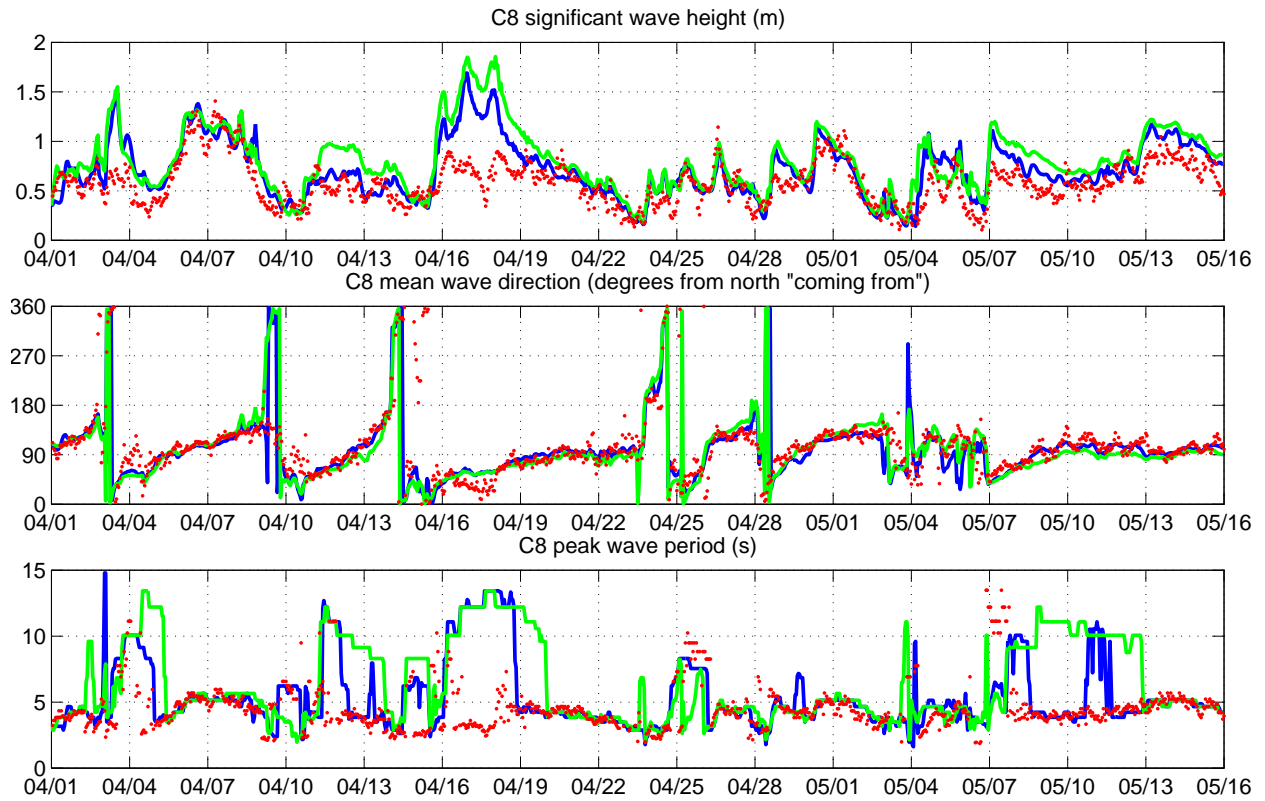 C8 significant wave height (m)
2
1.5
1
0.5
0
04/01 04/04 04/07 04/10 04/13 04/16 04/19 04/22 04/25 04/28 05/01 05/04 05/07 05/10 05/13 05/16
C8 mean wave direction (degrees from north "coming from")
360
270
180
90
0
04/01 04/04 04/07 04/10 04/13 04/16 04/19 04/22 04/25 04/28 05/01 05/04 05/07 05/10 05/13 05/16
C8 peak wave period (s)
15
10
5
0
04/01 04/04 04/07 04/10 04/13 04/16 04/19 04/22 04/25 04/28 05/01 05/04 05/07 05/10 05/13 05/16